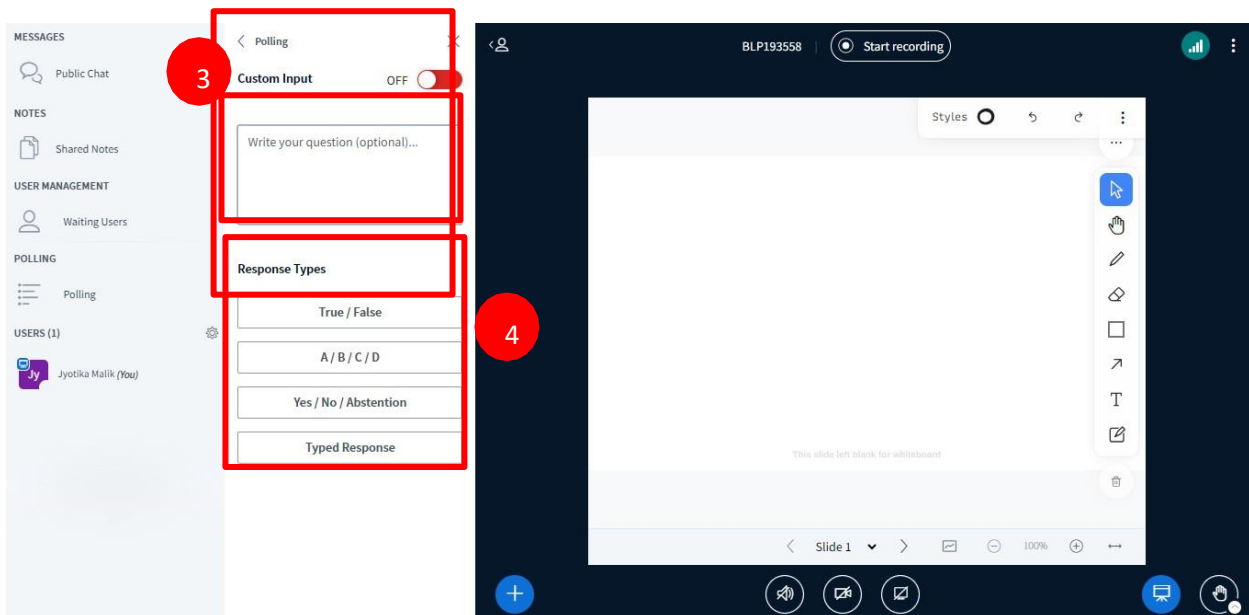 MESSAGES
Public Chat
NOTES
Shared Notes
USER MANAGEMENT
Waiting Users
POLLING
Polling
USERS (1)
Jy
Jyotika Malik (You)
Polling
3
Custom Input OFF
Write your question (optional)...
Response Types
True / False
A / B / C / D
Yes / No / Abstention
Typed Response
4
BLP193558
Start recording
Styles
T
This slide left blank for whiteboard
Slide 1
100%